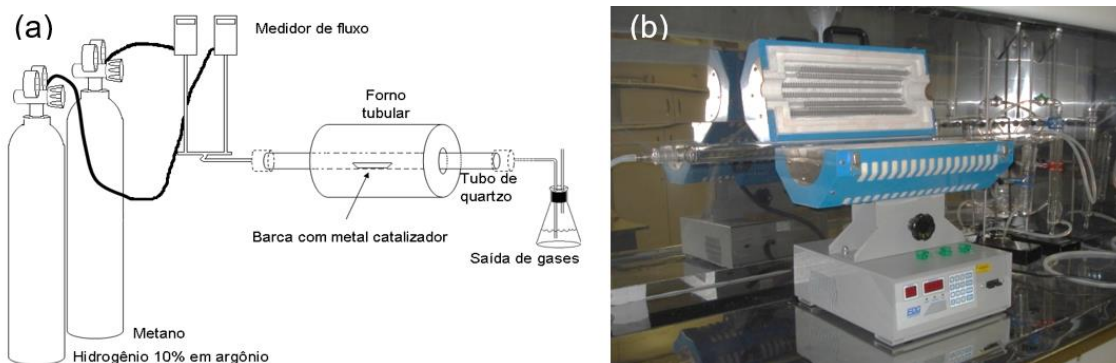 (a)
Medidor de fluxo
Forno
tubular
Tubo de
quartzo
Barca com metal catalizador
Saída de gases
Metano
Hidrogênio 10% em argônio
(b)